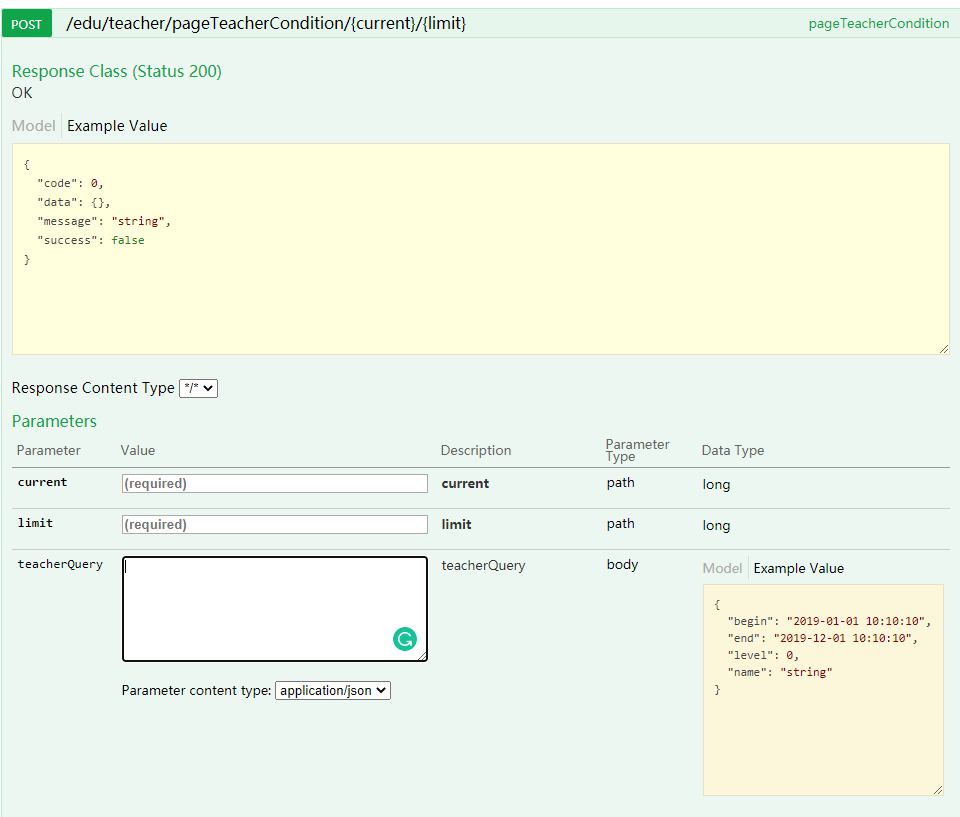 POST /edu/teacher/pageTeacherCondition/{current}/{limit} pageTeacherCondition
Response Class (Status 200)
OK
Model Example Value
{
"code": 0,
"data": {},
"message": "string",
"success": false
}
Response Content Type */*
Parameters
Parameter Value Description Parameter Type Data Type
current (required) current path long
limit (required) limit path long
teacherQuery teacherQuery body Model Example Value
{
"begin": "2019-01-01 10:10:10",
"end": "2019-12-01 10:10:10",
"level": 0,
"name": "string"
}
Parameter content type: application/json